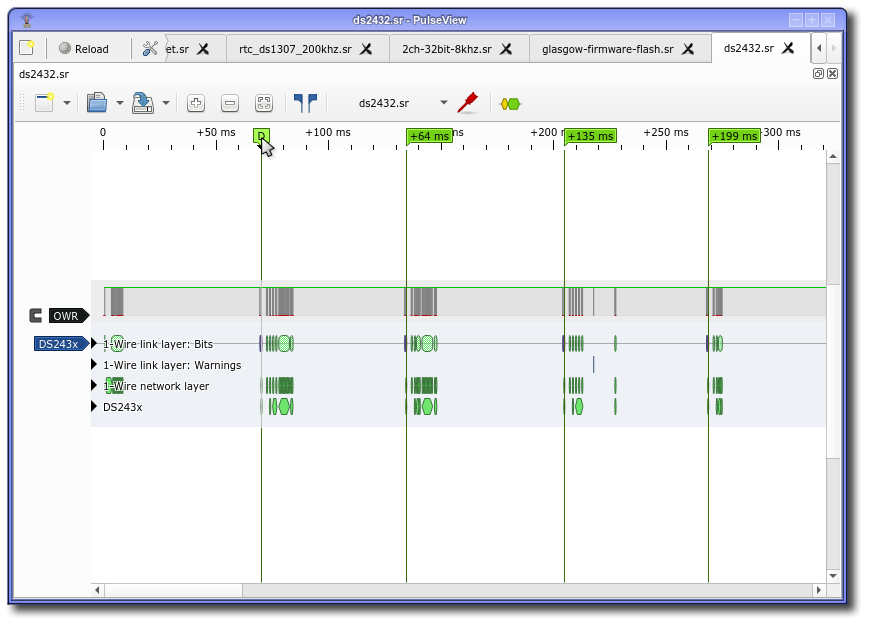 ds2432.sr - PulseView
Reload
et.sr
rtc_ds1307_200khz.sr
2ch-32bit-8khz.sr
glasgow-firmware-flash.sr
ds2432.sr
ds2432.sr
ds2432.sr
0
+50 ms
D
+100 ms
+64 ms
ms
+200
+135 ms
+250 ms
+199 ms
+300 ms
OWR
DS243x
1-Wire link layer: Bits
1-Wire link layer: Warnings
1-Wire network layer
DS243x